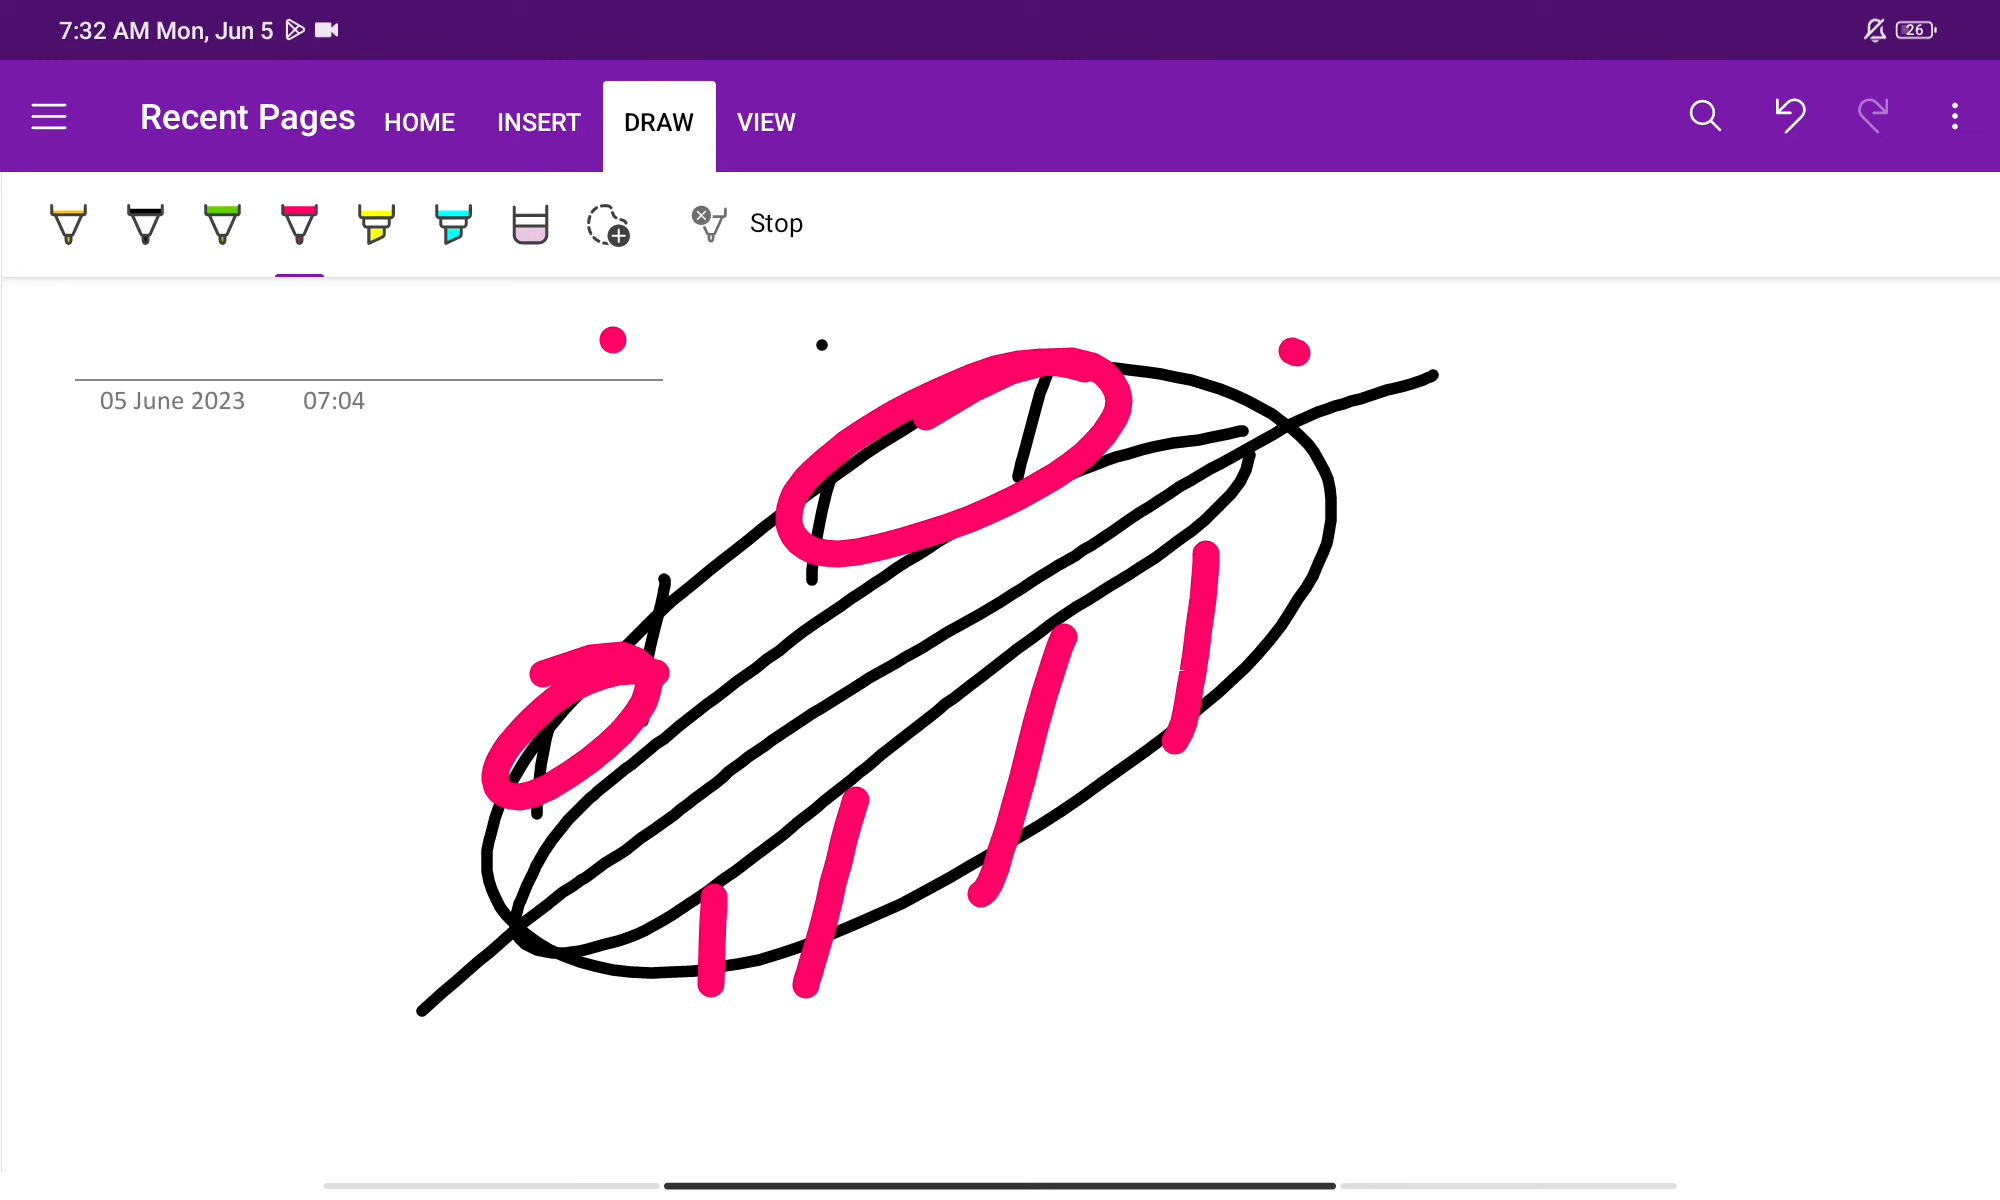 7:32 AM Mon, Jun 5 26
Recent Pages HOME INSERT DRAW VIEW
Stop
05 June 2023 07:04